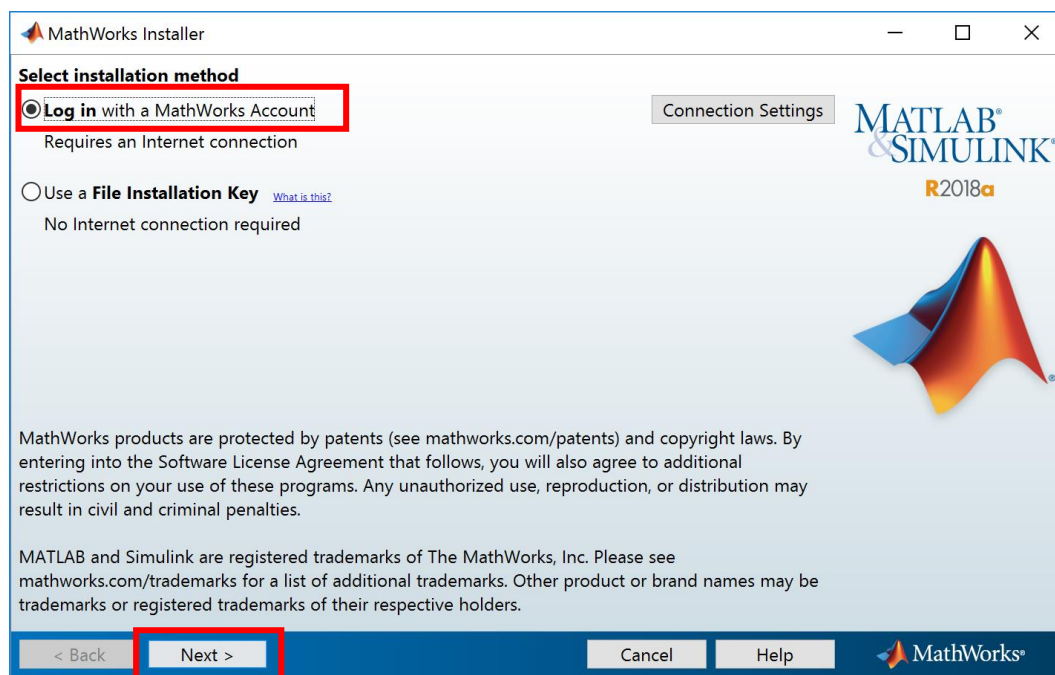 MathWorks Installer
Select installation method
Log in with a MathWorks Account
Connection Settings
Requires an Internet connection
Use a File Installation Key What is this?
No Internet connection required
MATLAB®
&SIMULINK®
R2018a
MathWorks products are protected by patents (see mathworks.com/patents) and copyright laws. By
entering into the Software License Agreement that follows, you will also agree to additional
restrictions on your use of these programs. Any unauthorized use, reproduction, or distribution may
result in civil and criminal penalties.
MATLAB and Simulink are registered trademarks of The MathWorks, Inc. Please see
mathworks.com/trademarks for a list of additional trademarks. Other product or brand names may be
trademarks or registered trademarks of their respective holders.
< Back Next > Cancel Help MathWorks®